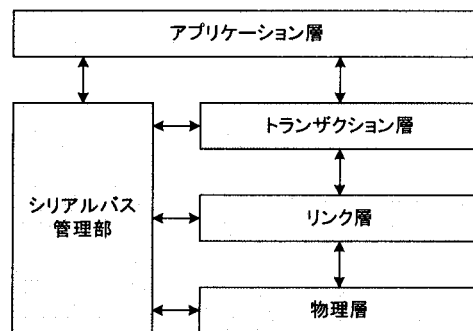 アプリケーション層
トランザクション層
シリアルバス
管理部
リンク層
物理層